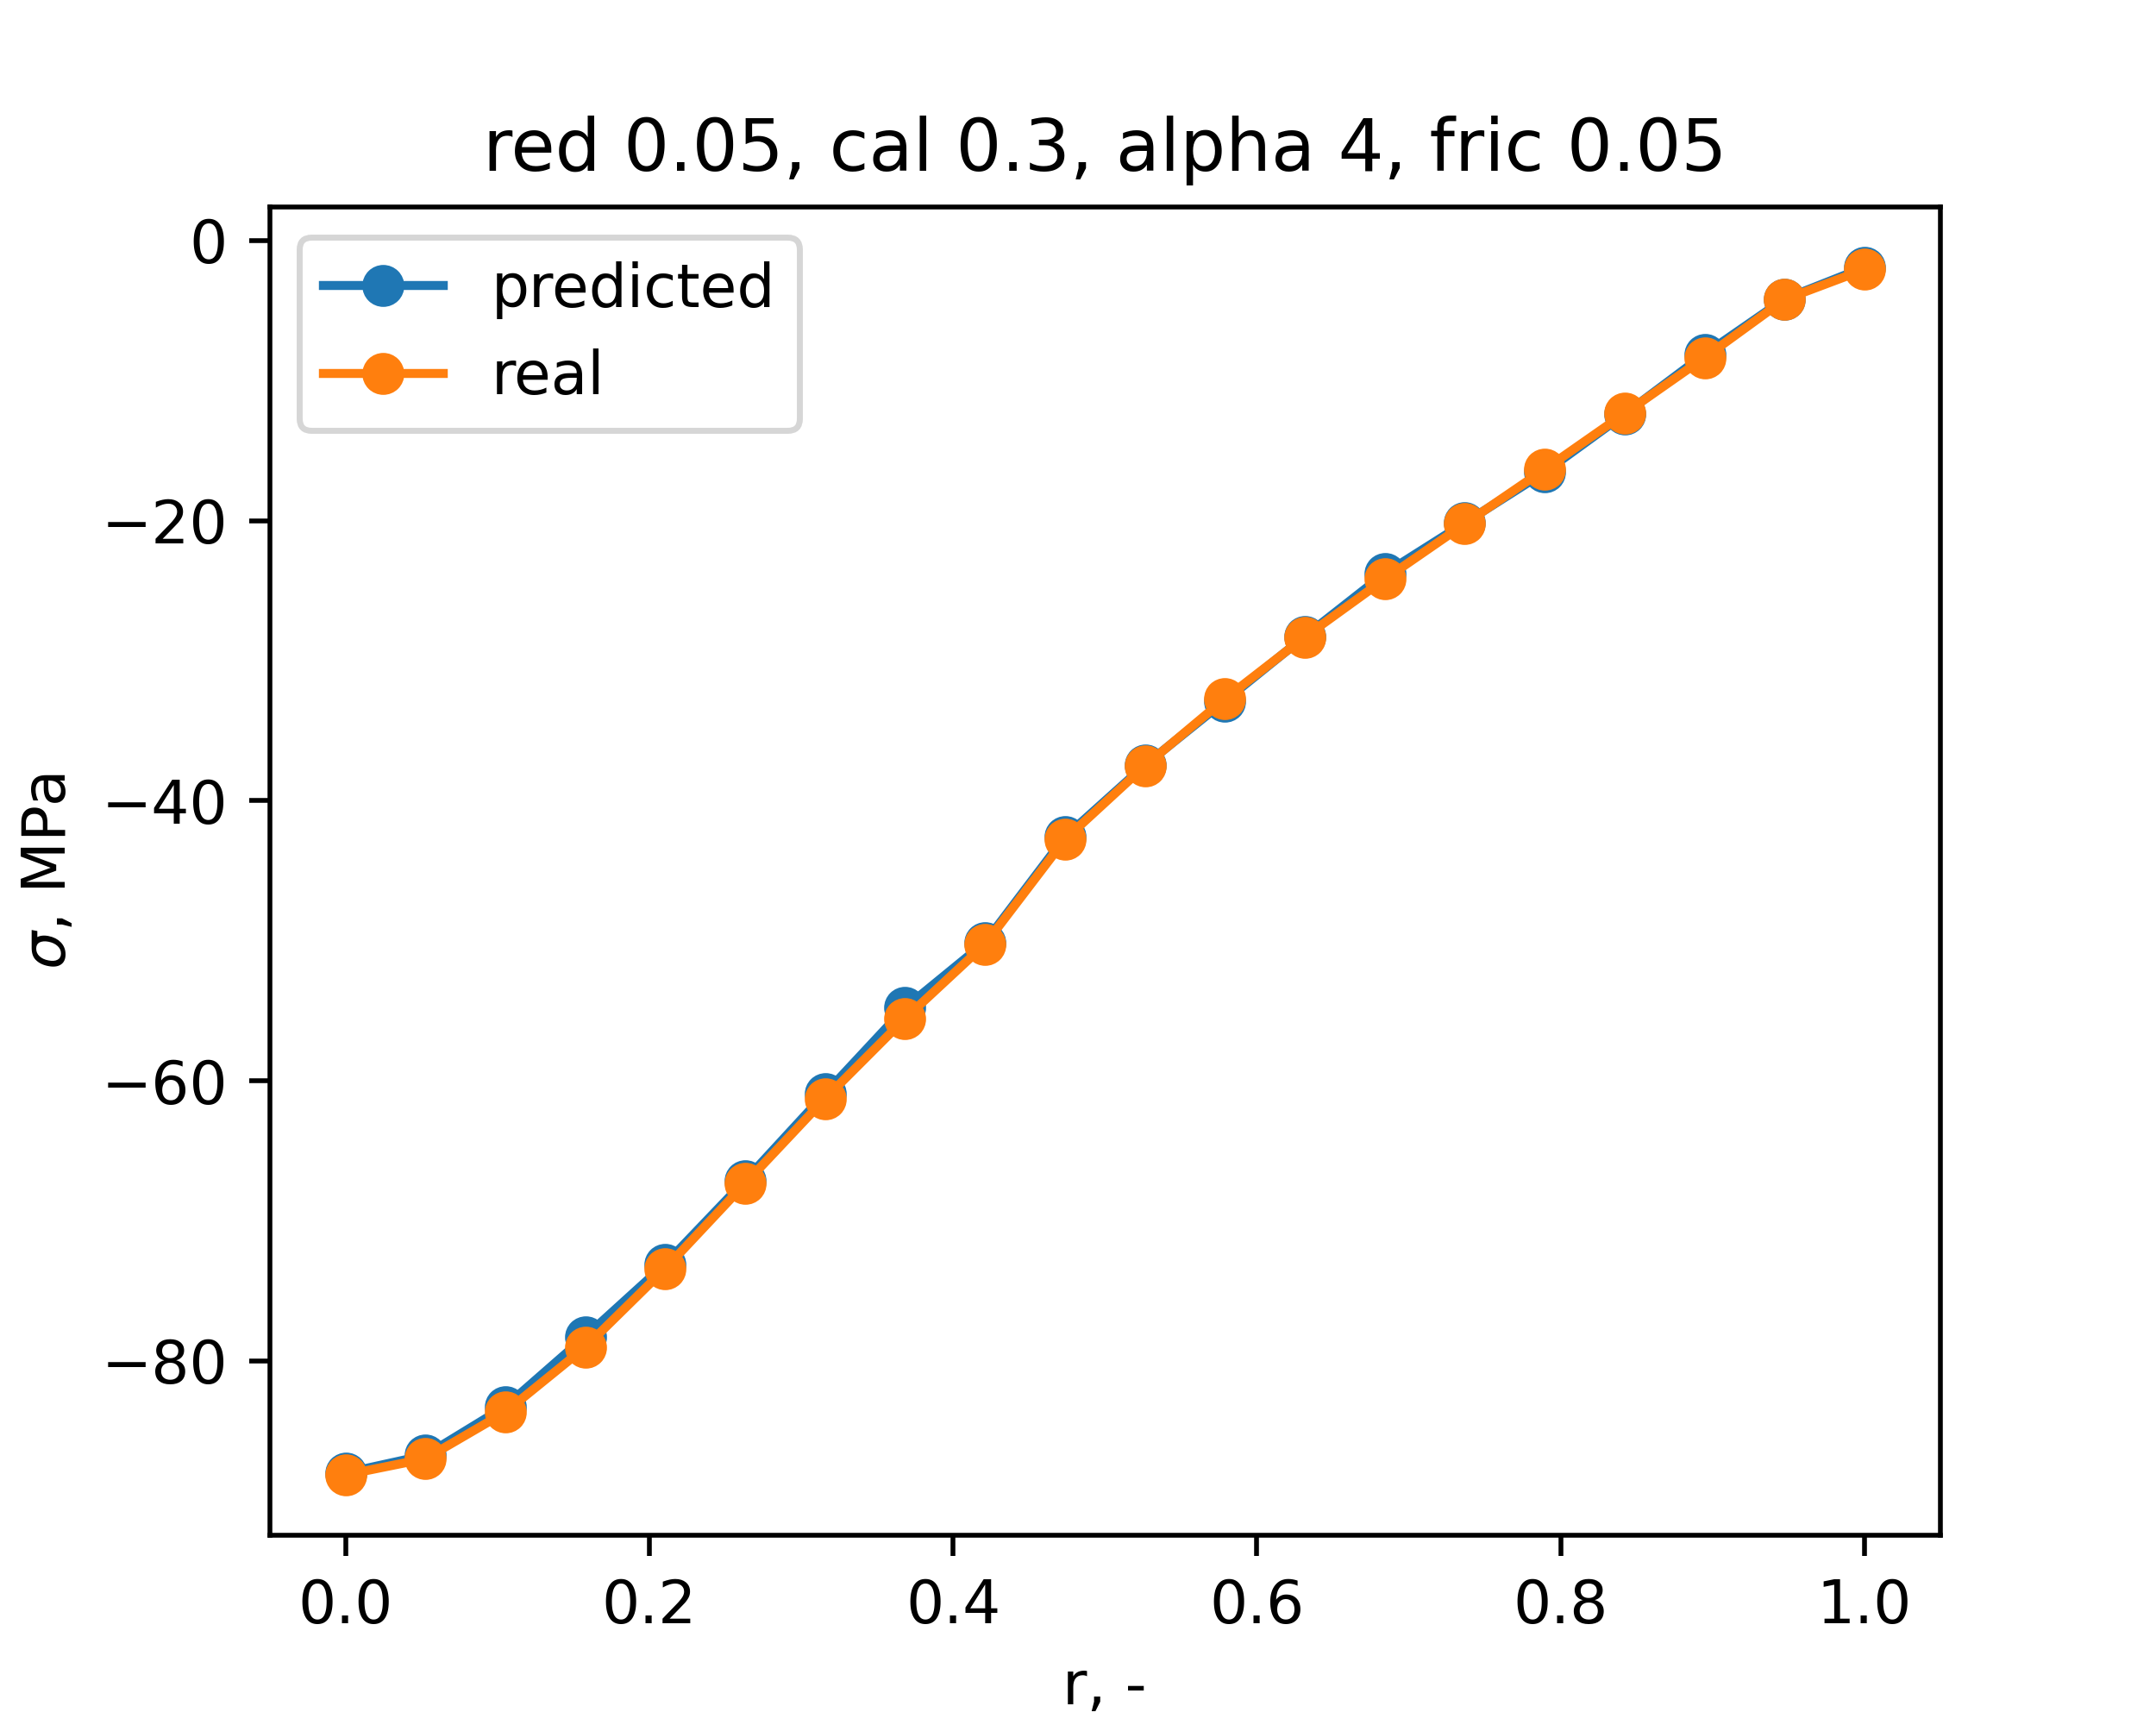 red 0.05, cal 0.3, alpha 4, fric 0.05
predicted
real
0
−20
−40
−60
−80
σ, MPa
0.0 0.2 0.4 0.6 0.8 1.0
r, -